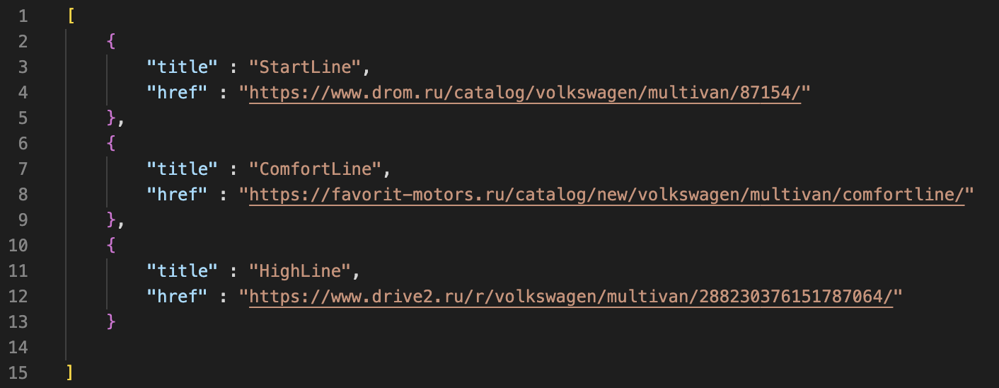 1 [
2 {
3 "title" : "StartLine",
4 "href" : "https://www.drom.ru/catalog/volkswagen/multivan/87154/"
5 },
6 {
7 "title" : "ComfortLine",
8 "href" : "https://favorit-motors.ru/catalog/new/volkswagen/multivan/comfortline/"
9 },
10 {
11 "title" : "HighLine",
12 "href" : "https://www.drive2.ru/r/volkswagen/multivan/288230376151787064/"
13 }
14
15 ]